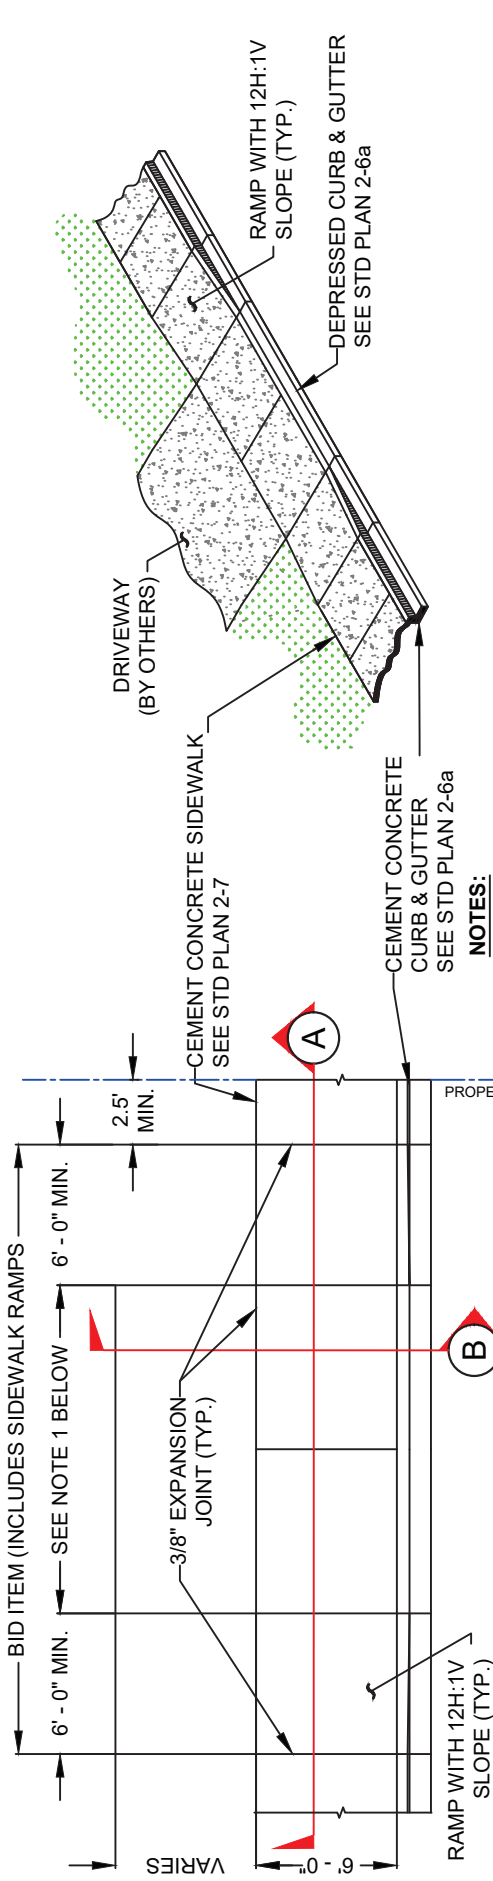 BID ITEM (INCLUDES SIDEWALK RAMPS
6' - 0" MIN.
SEE NOTE 1 BELOW
6' - 0" MIN.
2.5'
MIN.
VARIES
6' - 0"
3/8" EXPANSION
JOINT (TYP.)
RAMP WITH 12H:1V
SLOPE (TYP.)
A
B
PROPE
CEMENT CONCRETE SIDEWALK
SEE STD PLAN 2-7
CEMENT CONCRETE
CURB & GUTTER
SEE STD PLAN 2-6a
NOTES:
DRIVEWAY
(BY OTHERS)
RAMP WITH 12H:1V
SLOPE (TYP.)
DEPRESSED CURB & GUTTER
SEE STD PLAN 2-6a